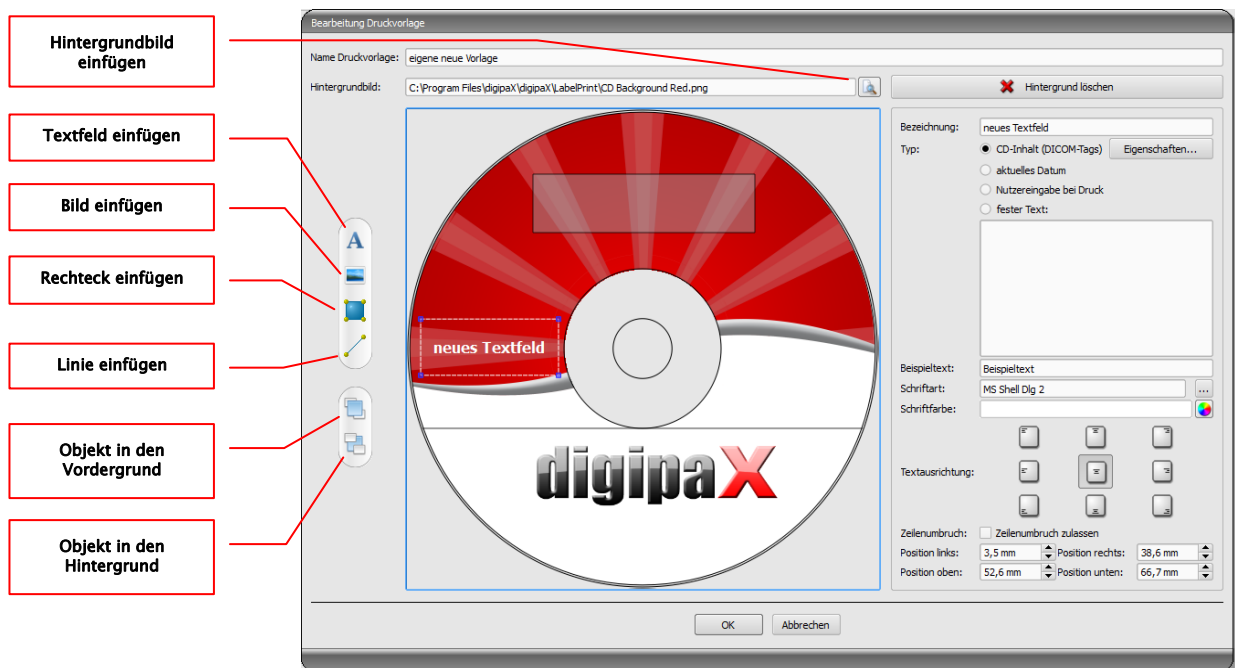 Hintergrundbild
einfügen
Textfeld einfügen
Bild einfügen
Rechteck einfügen
Linie einfügen
Objekt in den
Vordergrund
Objekt in den
Hintergrund
Bearbeitung Druckvorlage
Name Druckvorlage: eigene neue Vorlage
Hintergrundbild: C:\Program Files\digipaX\digipaX\LabelPrint\CD Background Red.png
Hintergrund löschen
A
neues Textfeld
digipaX
Bezeichnung: neues Textfeld
Typ: CD-Inhalt (DICOM-Tags) Eigenschaften...
aktuelles Datum
Nutzereingabe bei Druck
fester Text:
Beispieltext: Beispieltext
Schriftart: MS Shell Dlg 2 ...
Schriftfarbe:
Textausrichtung:
Zeilenumbruch: Zeilenumbruch zulassen
Position links: 3,5 mm Position rechts: 38,6 mm
Position oben: 52,6 mm Position unten: 66,7 mm
OK Abbrechen